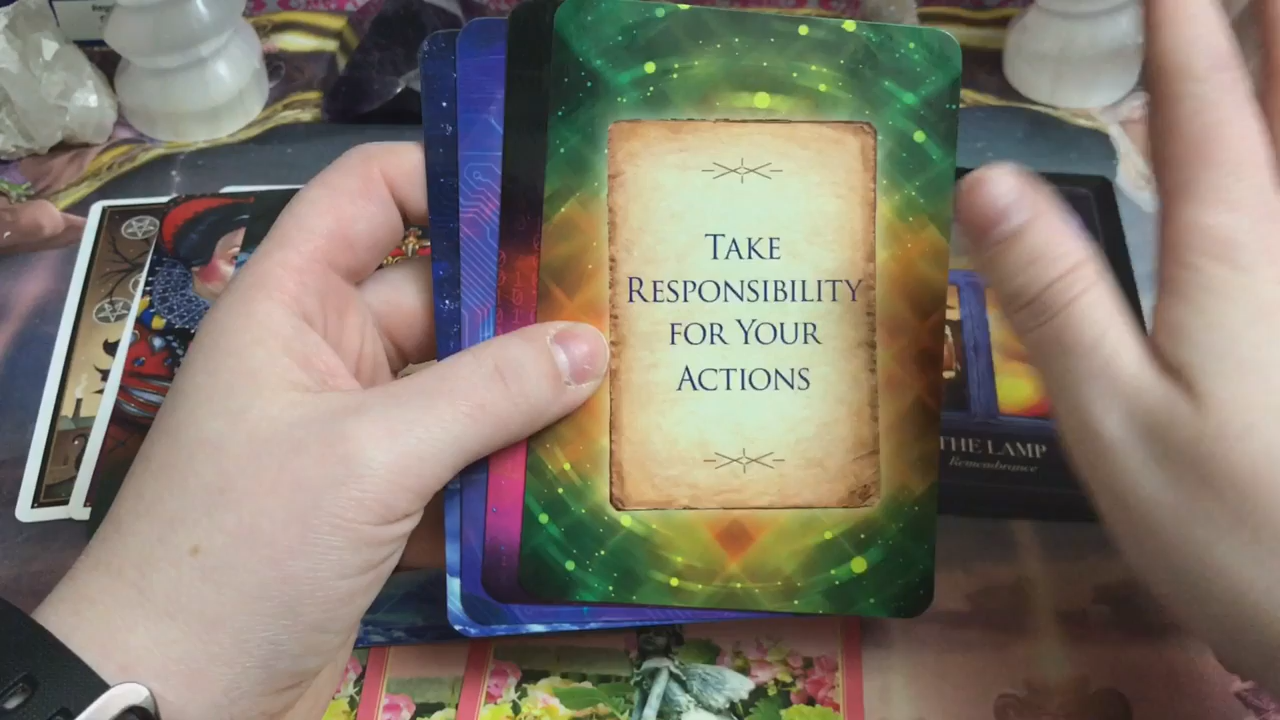 TAKE
RESPONSIBILITY
FOR YOUR
ACTIONS
THE LAMP
Remembrance